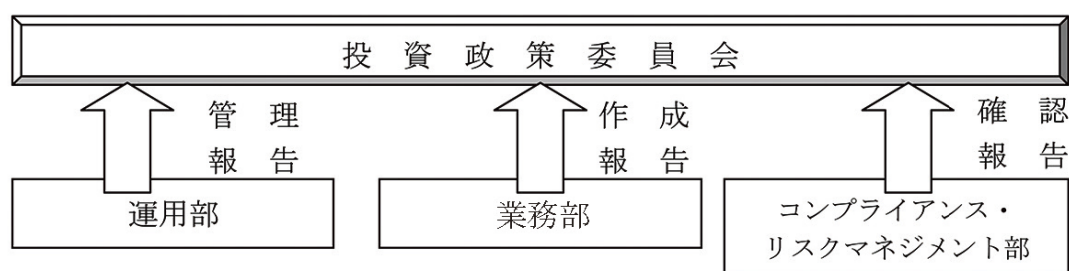 投資政策委員会
管理
報告
作成
報告
確認
報告
運用部
業務部
コンプライアンス・
リスクマネジメント部